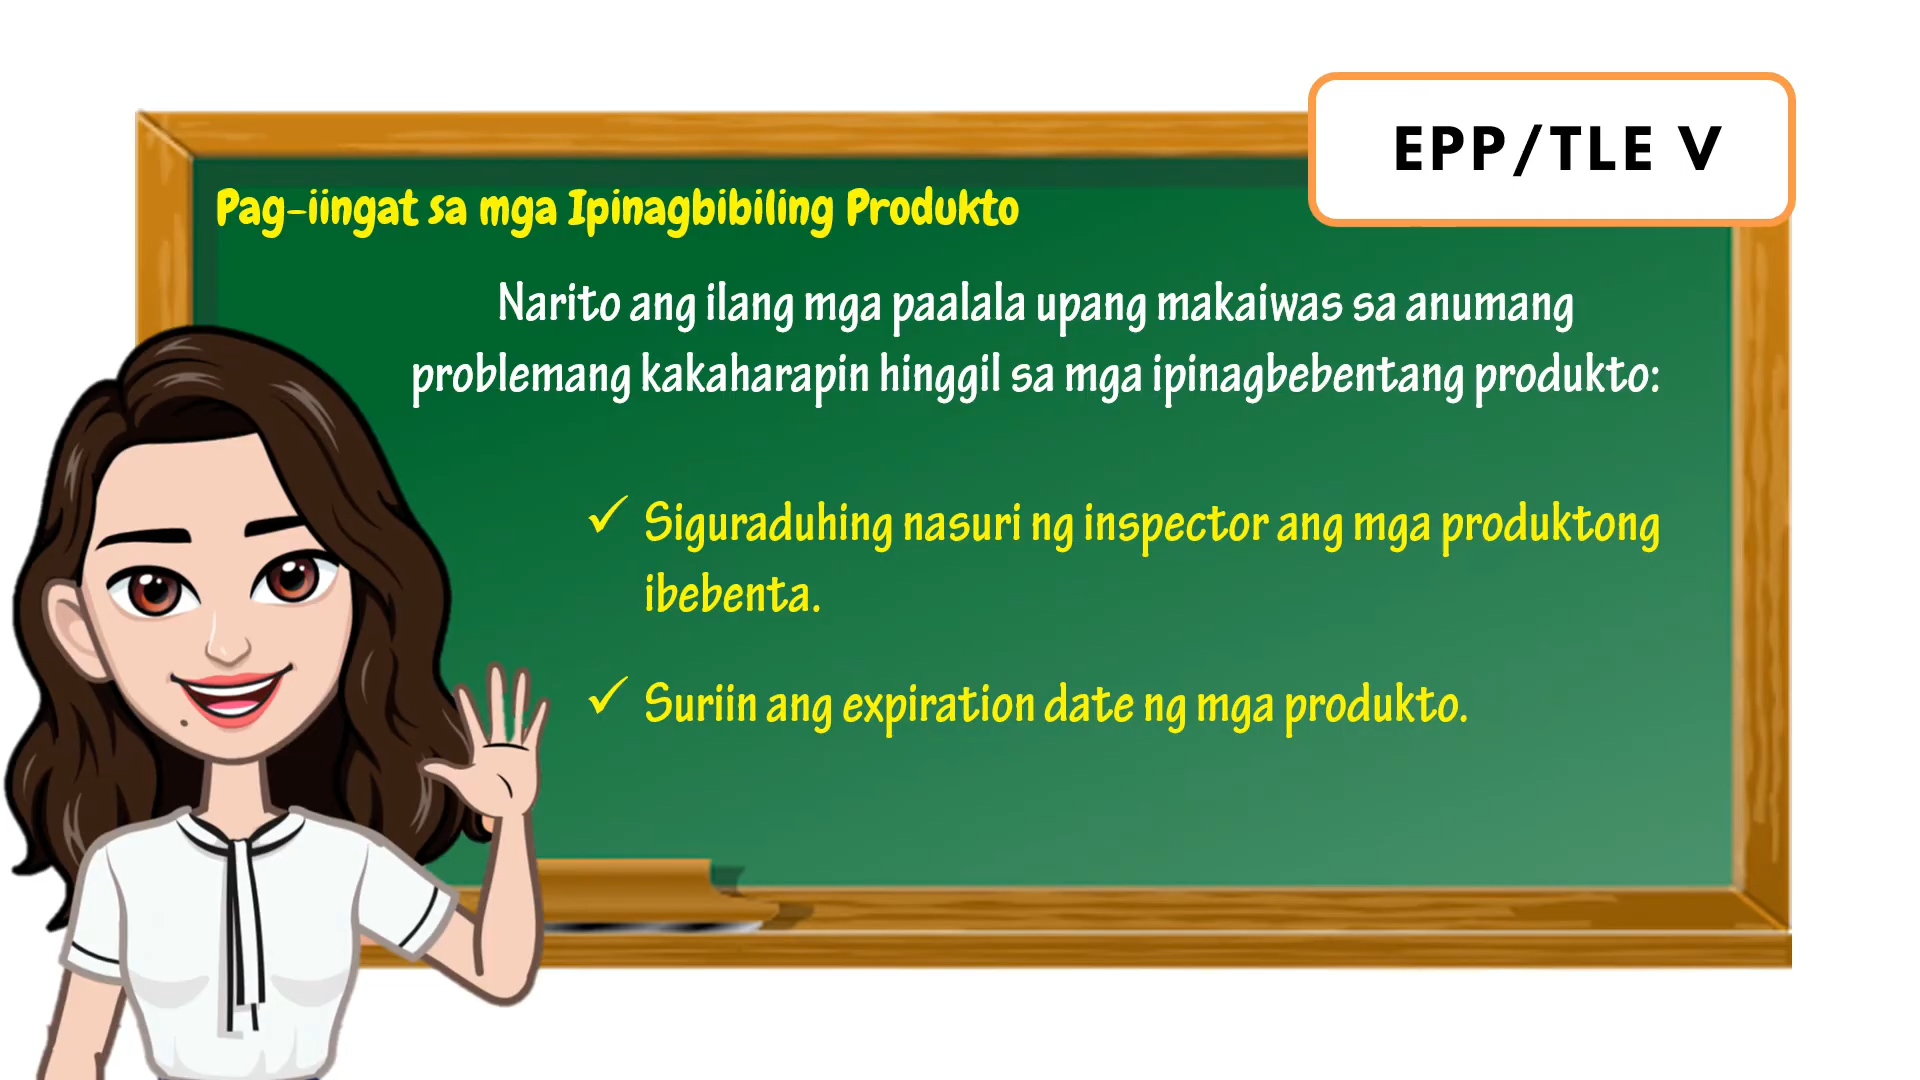 EPP/TLE V
Pag-iingat sa mga Ipinagbibiling Produkto
Narito ang ilang mga paalala upang makaiwas sa anumang
problemang kakaharapin hinggil sa mga ipinagbebentang produkto:
✓ Siguraduhing nasuri ng inspector ang mga produktong
ibebenta.
✓ Suriin ang expiration date ng mga produkto.